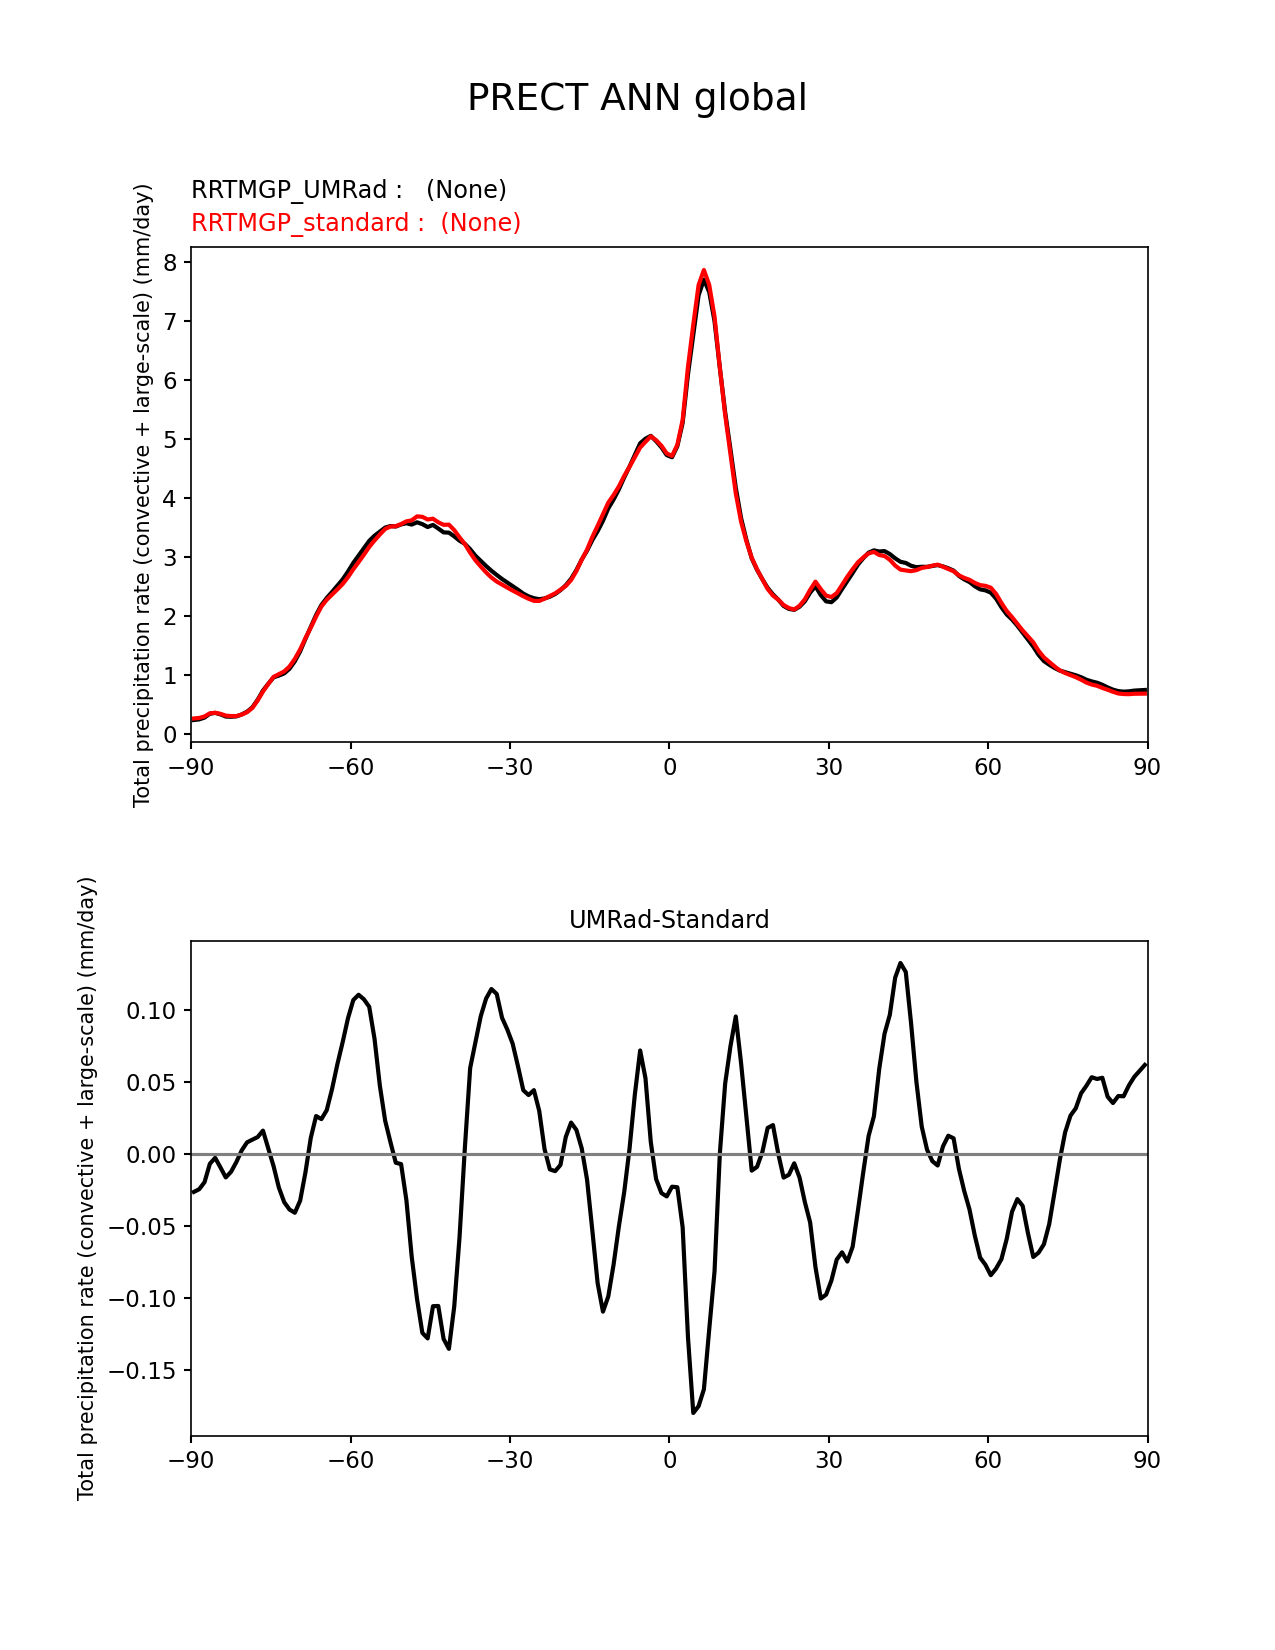 PRECT ANN global
RRTMGP_UMRad :   (None)
RRTMGP_standard :  (None)
Total precipitation rate (convective + large-scale) (mm/day)
8
7
6
5
4
3
2
1
0
−90 −60 −30 0 30 60 90
UMRad-Standard
Total precipitation rate (convective + large-scale) (mm/day)
0.10
0.05
0.00
−0.05
−0.10
−0.15
−90 −60 −30 0 30 60 90